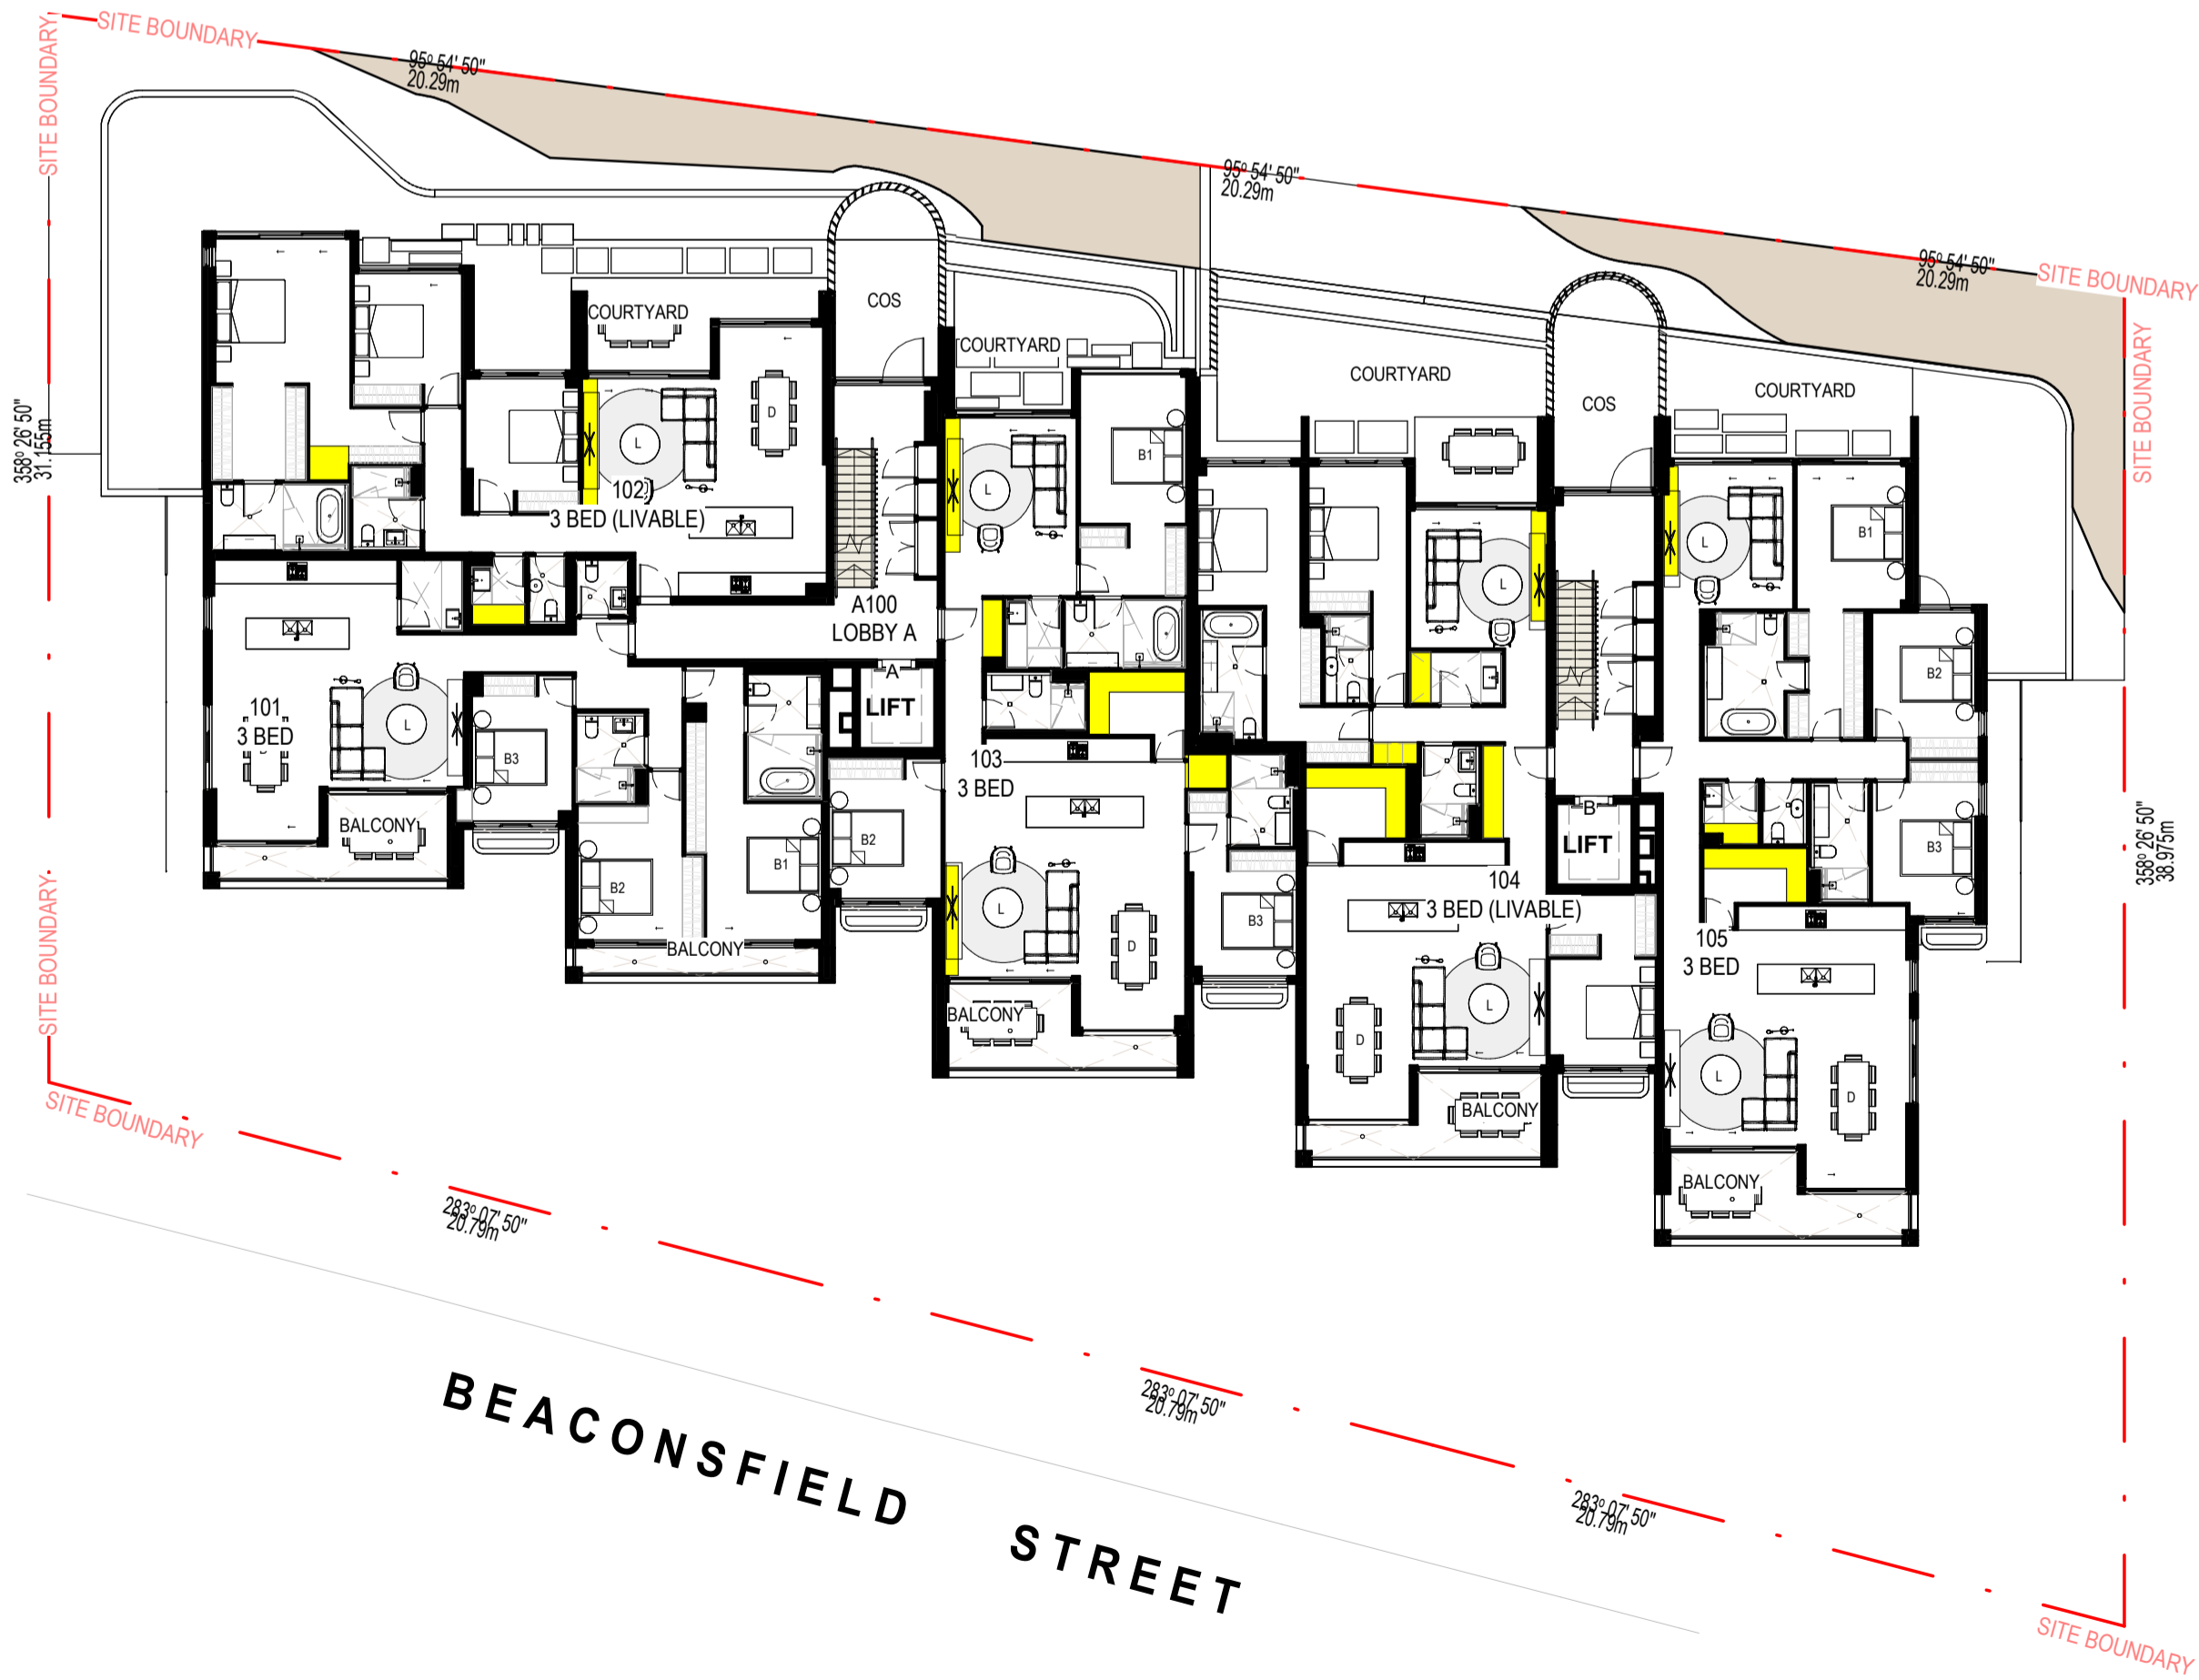 SITE BOUNDARY
SITE BOUNDARY
95° 54' 50"
20.29m
95° 54' 50"
20.29m
95° 54' 50"
20.29m
SITE BOUNDARY
SITE BOUNDARY
358° 26' 50"
31.155m
COURTYARD
COS
COURTYARD
COURTYARD
COS
COURTYARD
D
L
102
3 BED (LIVABLE)
L
B1
L
L
B1
A100
LOBBY A
A
LIFT
B2
101
3 BED
L
B3
BALCONY
B2
B1
BALCONY
B2
103
3 BED
L
D
BALCONY
B3
B
LIFT
104
3 BED (LIVABLE)
L
D
BALCONY
B3
105
3 BED
L
D
BALCONY
358° 26' 50"
38.975m
SITE BOUNDARY
SITE BOUNDARY
283° 07' 50"
20.79m
283° 07' 50"
20.79m
283° 07' 50"
20.79m
BEACONSFIELD STREET
SITE BOUNDARY